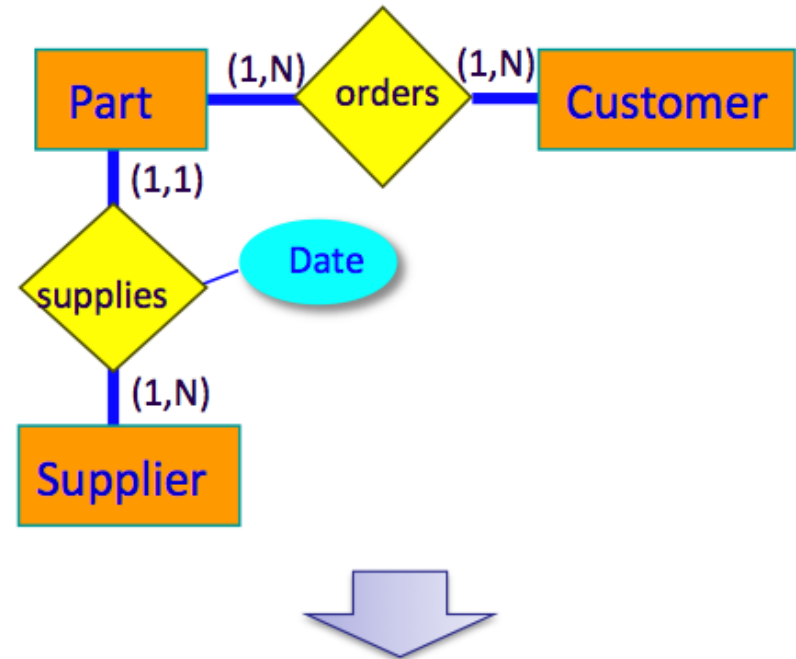 (1,N)
(1,N)
Part
orders
Customer
(1,1)
Date
supplies
(1,N)
Supplier